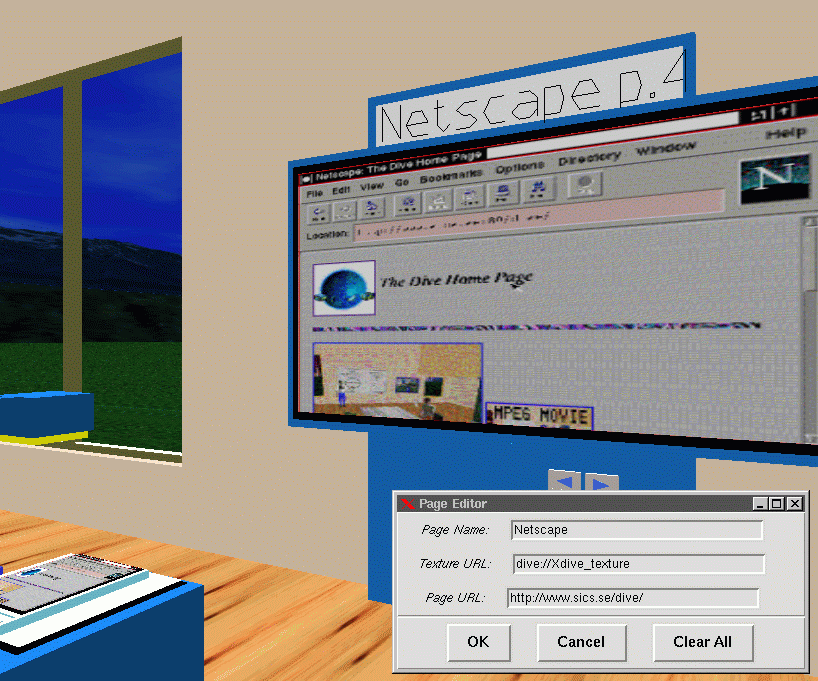 Netscape p.4
Netscape: The Dive Home Page
File Edit View Go Bookmarks Options Directory Window Help
N
Location:
The Dive Home Page
MPEG MOVIE
Page Editor
Page Name: Netscape
Texture URL: dive://Xdive_texture
Page URL: http://www.sics.se/dive/
OK Cancel Clear All